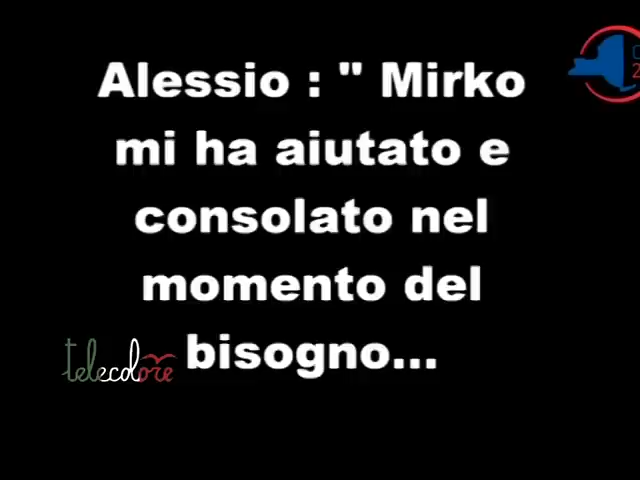 Alessio : " Mirko
mi ha aiutato e
consolato nel
momento del
bisogno...
telecolore